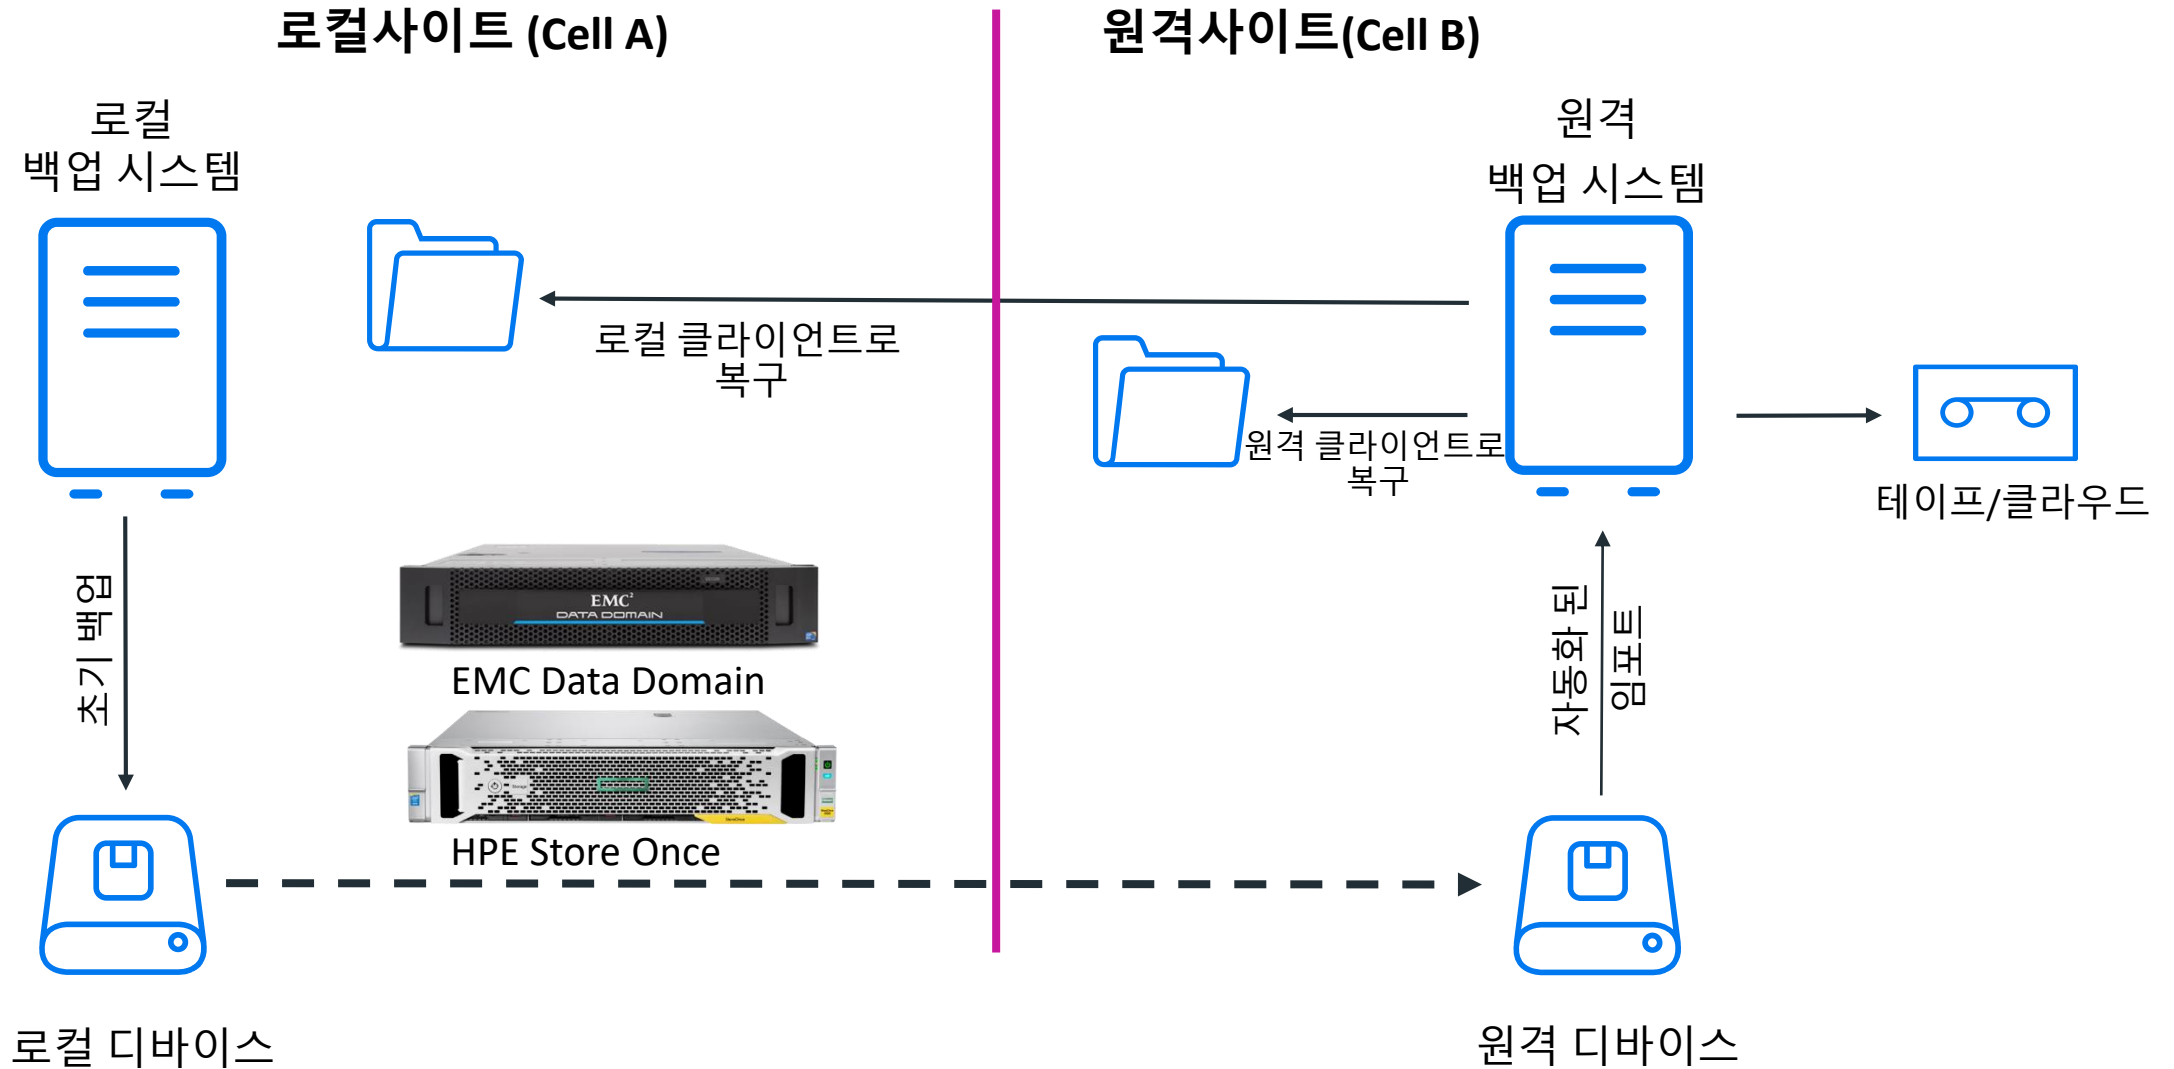 로컬사이트 (Cell A)
원격사이트(Cell B)
로컬
백업 시스템
원격
백업 시스템
로컬 클라이언트로
복구
원격 클라이언트로
복구
테이프/클라우드
초기 백업
EMC²
DATA DOMAIN
EMC Data Domain
HPE Store Once
자동화 된
임포트
로컬 디바이스
원격 디바이스